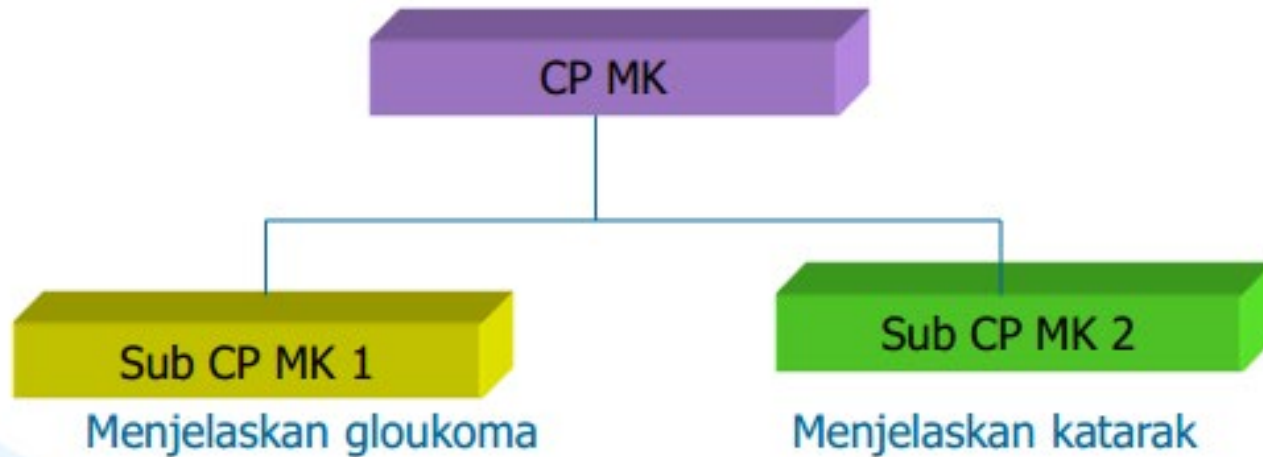 CP MK
Sub CP MK 1
Menjelaskan gloukoma
Sub CP MK 2
Menjelaskan katarak